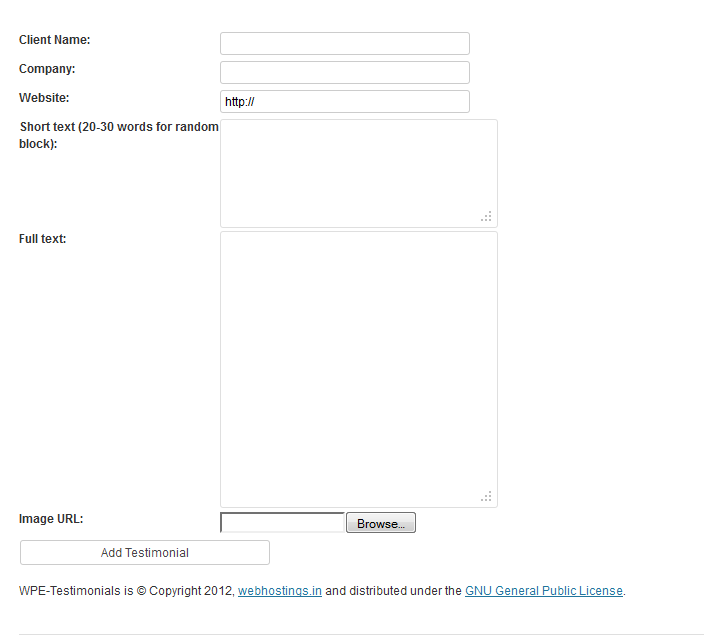 Client Name:
Company:
Website:
http://
Short text (20-30 words for random
block):
Full text:
Image URL:
Browse...
Add Testimonial
WPE-Testimonials is © Copyright 2012, webhostings.in and distributed under the GNU General Public License.